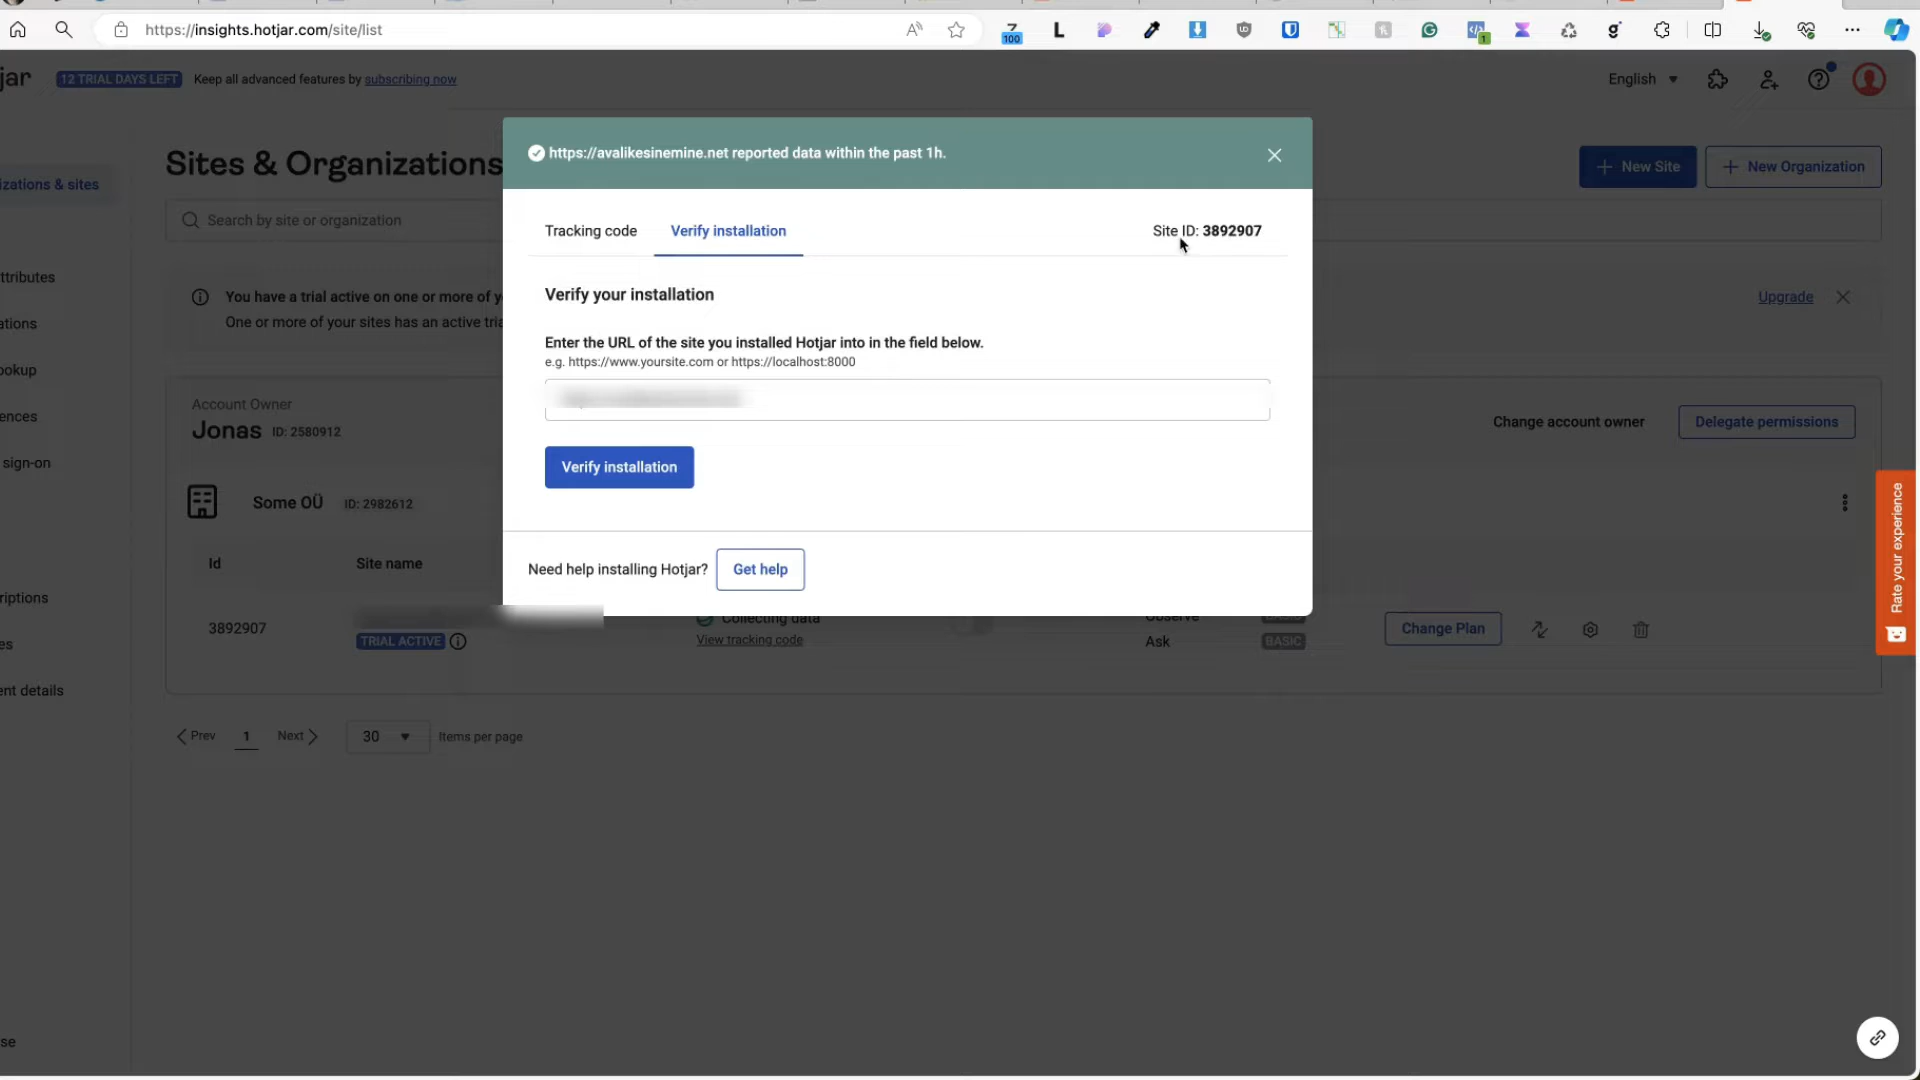 https://insights.hotjar.com/site/list
100
1
jar
12 TRIAL DAYS LEFT
Keep all advanced features by subscribing now
English
izations & sites
ttributes
ations
ookup
ences
sign-on
riptions
es
ent details
se
Sites & Organizations
New Site
New Organization
Search by site or organization
You have a trial active on one or more of y
One or more of your sites has an active tria
Upgrade
Account Owner
Jonas ID: 2580912
Change account owner
Delegate permissions
Some OÜ ID: 2982612
Id Site name
3892907
TRIAL ACTIVE
Collecting data
View tracking code
Observe BASIC
Ask BASIC
Change Plan
Prev 1 Next 30 Items per page
https://avalikesinemine.net reported data within the past 1h.
Tracking code
Verify installation
Site ID: 3892907
Verify your installation
Enter the URL of the site you installed Hotjar into in the field below.
e.g. https://www.yoursite.com or https://localhost:8000
Verify installation
Need help installing Hotjar?
Get help
Rate your experience